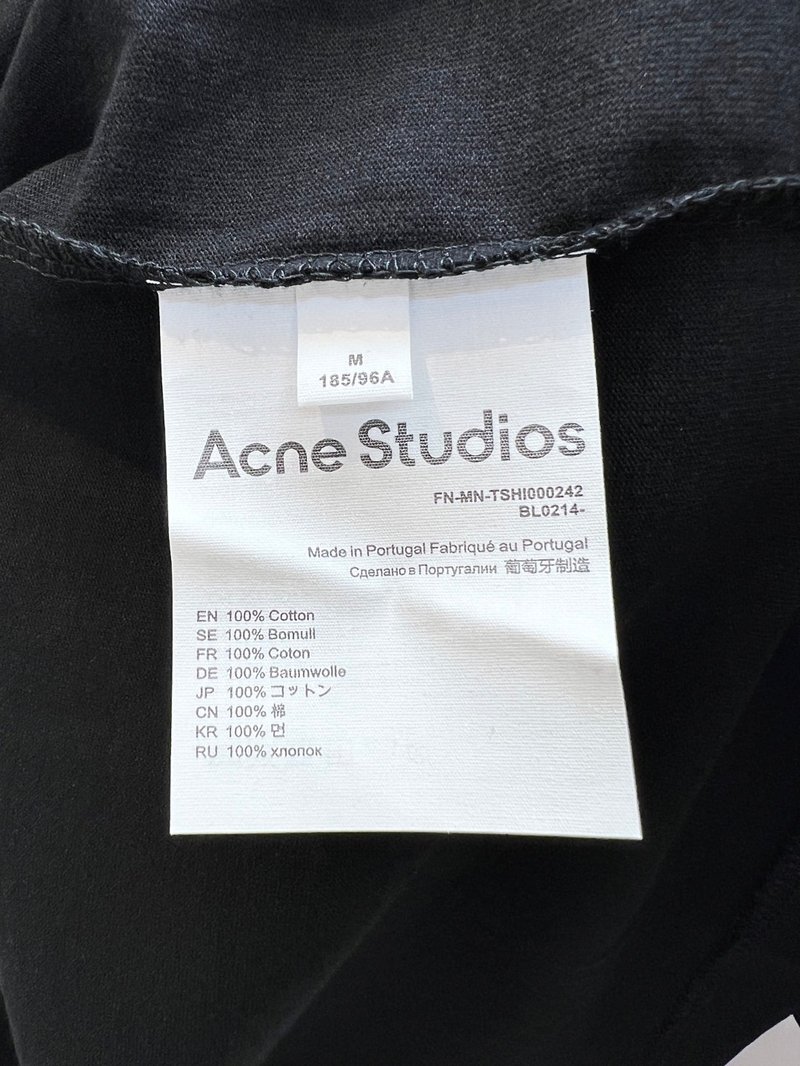 M
185/96A
Acne Studios
FN-MN-TSHI000242
BL0214-
Made in Portugal Fabriqué au Portugal
Сделано в Португалии 葡萄牙制造
EN 100% Cotton
SE 100% Bomull
FR 100% Coton
DE 100% Baumwolle
JP 100% コットン
CN 100% 棉
KR 100% 면
RU 100% хлопок